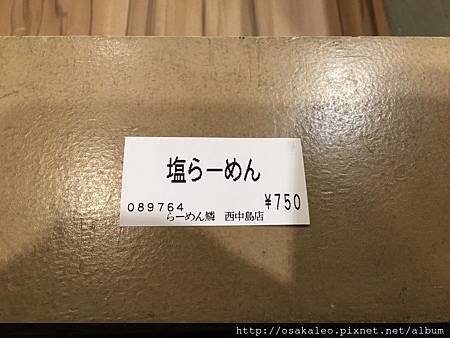 塩らーめん
089764 ¥750
らーめん鱗 西中島店
http://osakaleo.pixnet.net/album